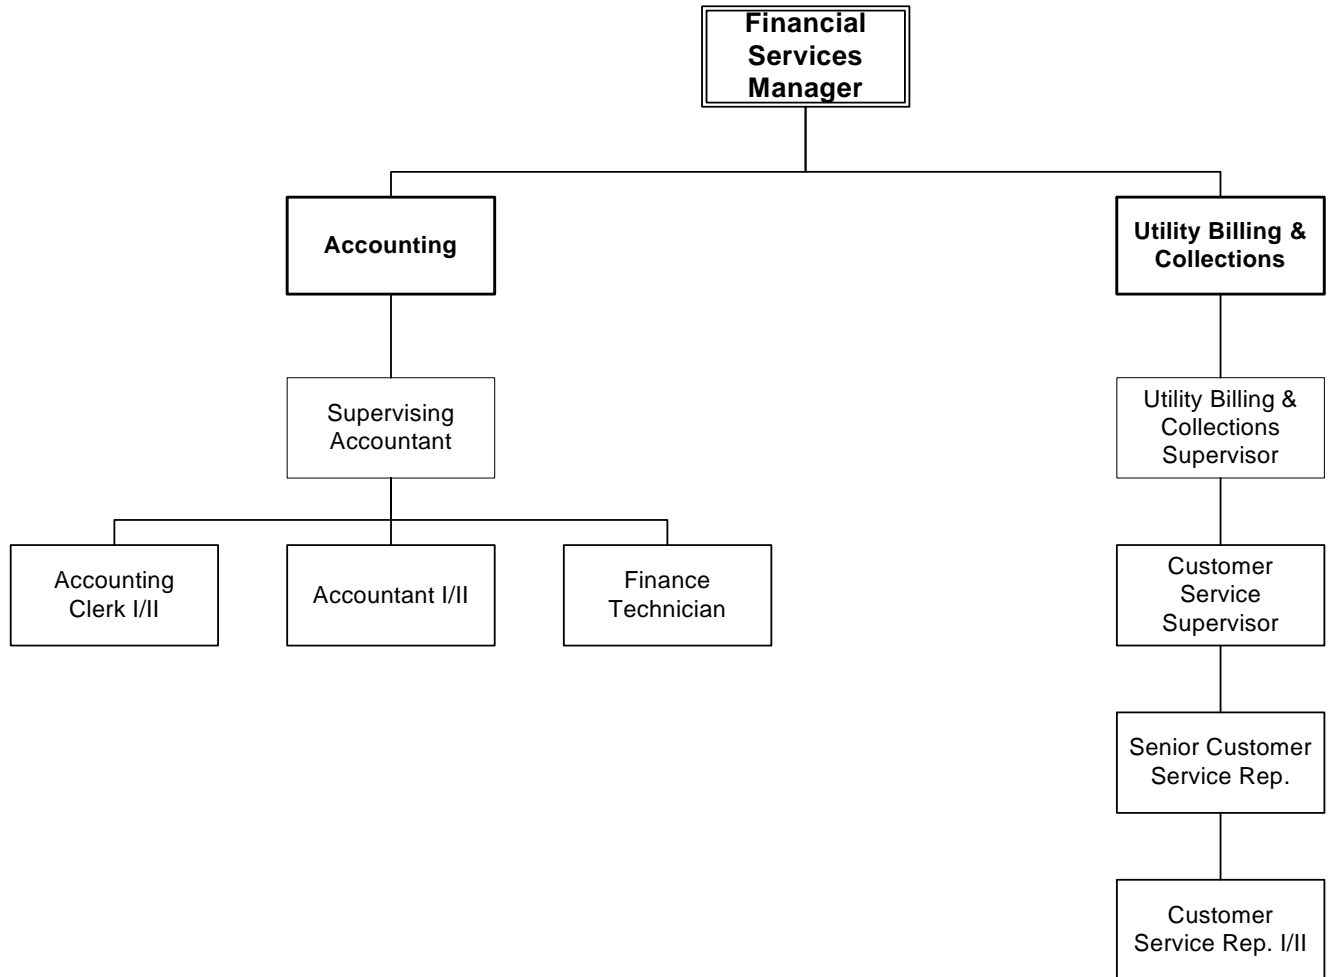 Financial
Services
Manager
Accounting
Utility Billing &
Collections
Supervising
Accountant
Utility Billing &
Collections
Supervisor
Accounting
Clerk I/II
Accountant I/II
Finance
Technician
Customer
Service
Supervisor
Senior Customer
Service Rep.
Customer
Service Rep. I/II